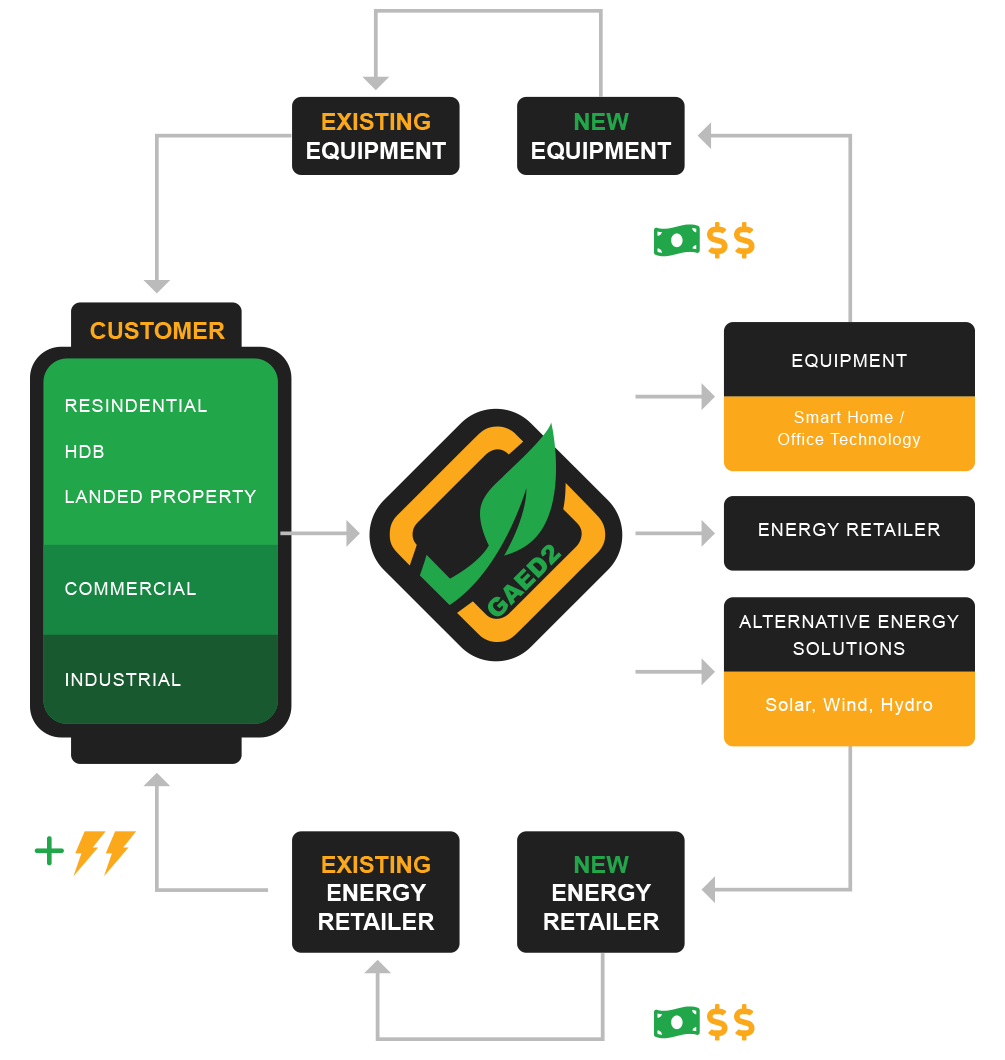 EXISTING
EQUIPMENT
NEW
EQUIPMENT
$$
CUSTOMER
RESINDENTIAL
HDB
LANDED PROPERTY
COMMERCIAL
INDUSTRIAL
GAED2
EQUIPMENT
Smart Home /
Office Technology
ENERGY RETAILER
ALTERNATIVE ENERGY
SOLUTIONS
Solar, Wind, Hydro
+
EXISTING
ENERGY
RETAILER
NEW
ENERGY
RETAILER
$$